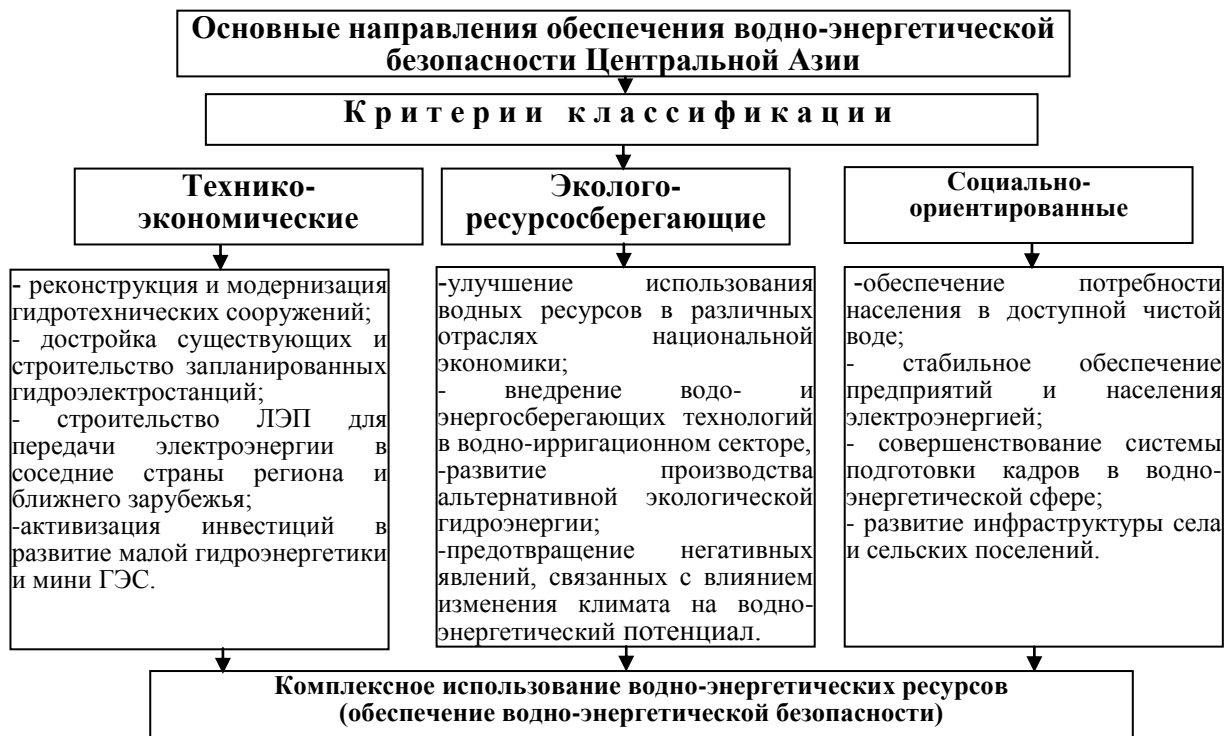 Основные направления обеспечения водно-энергетической
безопасности Центральной Азии
К р и т е р и и к л а с с и ф и к а ц и и
Технико-
экономические
Эколого-
ресурсосберегающие
Социально-
ориентированные
- реконструкция и модернизация
гидротехнических сооружений;
- достройка существующих и
строительство запланированных
гидроэлектростанций;
- строительство ЛЭП для
передачи электроэнергии в
соседние страны региона и
ближнего зарубежья;
-активизация инвестиций в
развитие малой гидроэнергетики
и мини ГЭС.
-улучшение использования
водных ресурсов в различных
отраслях национальной
экономики;
- внедрение водо- и
энергосберегающих технологий
в водно-ирригационном секторе,
-развитие производства
альтернативной экологической
гидроэнергии;
-предотвращение негативных
явлений, связанных с влиянием
изменения климата на водно-
энергетический потенциал.
-обеспечение потребности
населения в доступной чистой
воде;
- стабильное обеспечение
предприятий и населения
электроэнергией;
- совершенствование системы
подготовки кадров в водно-
энергетической сфере;
- развитие инфраструктуры села
и сельских поселений.
Комплексное использование водно-энергетических ресурсов
(обеспечение водно-энергетической безопасности)